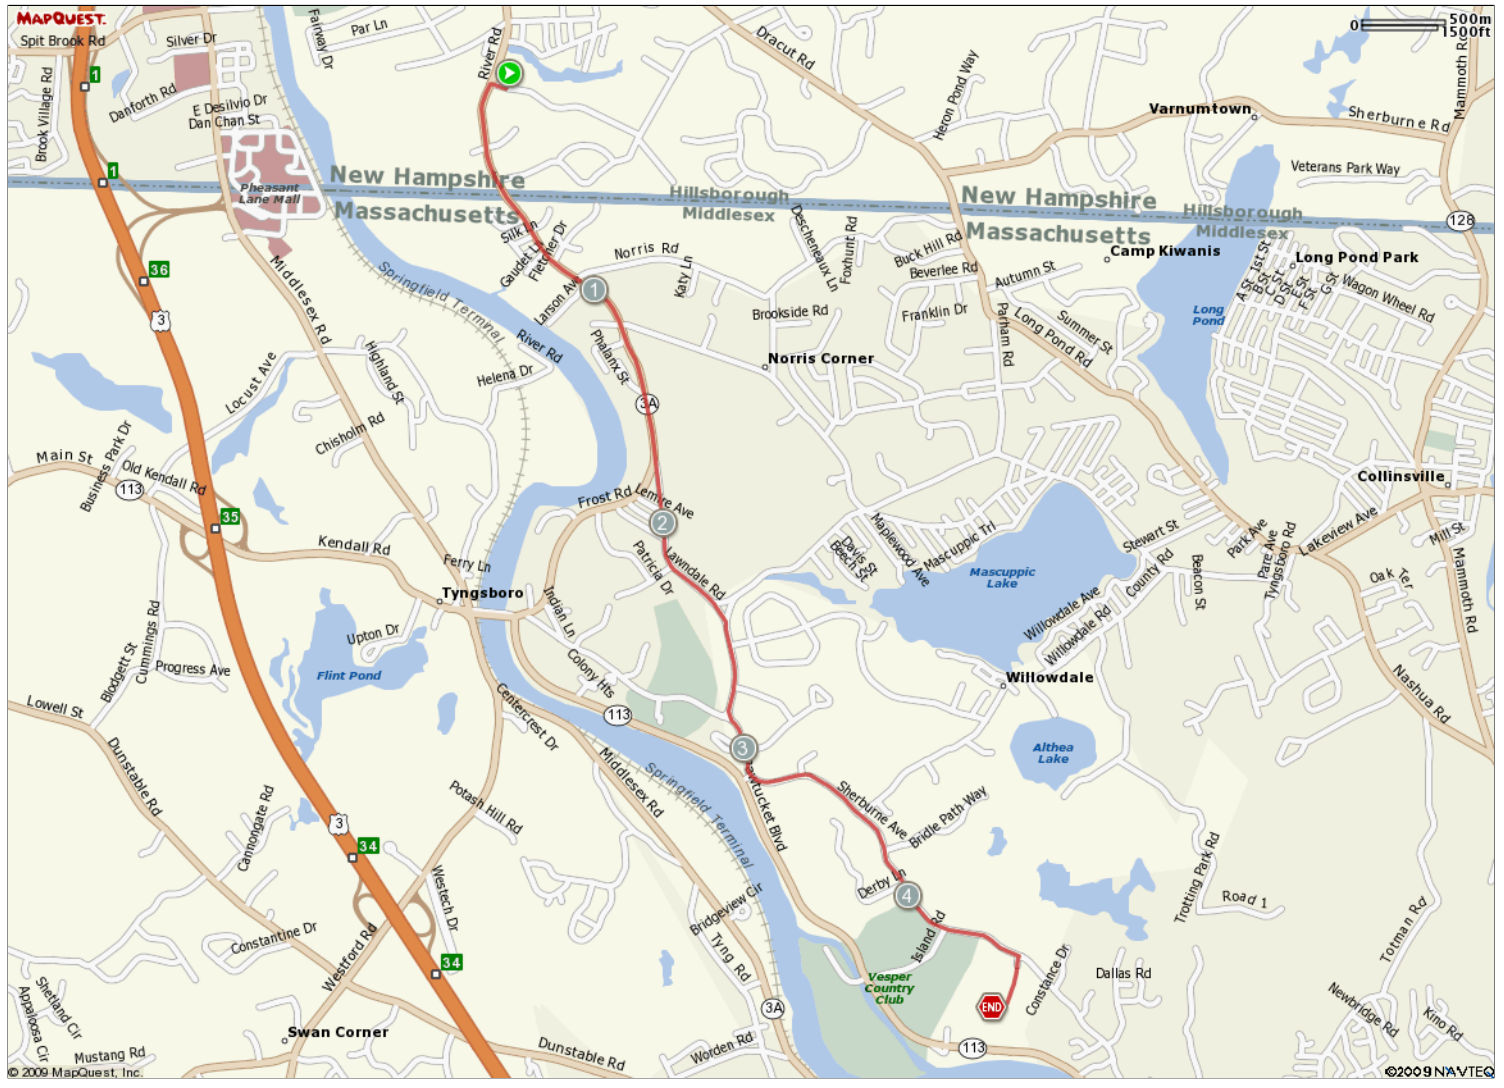 MAPQUEST.
Spit Brook Rd
Silver Dr
Fairway Dr
Par Ln
River Rd
Dracut Rd
Heron Pond Way
0 500m
1500ft
Mammoth Rd
Varnumtown
Sherburne Rd
Brook Village Rd
1
Danforth Rd
E Desilvio Dr
Dan Chan St
1
Pheasant
Lane Mall
New Hampshire
Massachusetts
Hillsborough
Middlesex
New Hampshire
Massachusetts
Hillsborough
Middlesex
Veterans Park Way
128
Silk Ln
Gaudet Ln
Fletcher Dr
Larson Ave
1
Norris Rd
Katy Ln
Descheneaux Ln
Foxhunt Rd
Buck Hill Rd
Beverlee Rd
Autumn St
Camp Kiwanis
Long Pond Park
A St
1st St
B St
C St
D St
E St
F St
G St
Wagon Wheel Rd
36
3
Middlesex Rd
Springfield Terminal
River Rd
Helena Dr
Phalanx St
3A
Brookside Rd
Norris Corner
Franklin Dr
Parham Rd
Long Pond Rd
Summer St
Long
Pond
Locust Ave
Highland St
Chisholm Rd
Main St
113
Business Park Dr
Old Kendall Rd
35
Kendall Rd
Ferry Ln
Tyngsboro
Frost Rd
Lemire Ave
2
Lawndale Rd
Patricia Dr
Indian Ln
Colony Hts
Maplewood Ave
Mascuppic Trl
Davis St
Beech St
Mascuppic
Lake
Stewart St
County Rd
Beacon St
Park Ave
Pare Ave
Tyngsboro Rd
Lakeview Ave
Collinsville
Mill St
Mammoth Rd
Oak Ter
Willowdale Ave
Willowdale Rd
Willowdale
Nashua Rd
Cummings Rd
Blodgett St
Progress Ave
Upton Dr
Flint Pond
Lowell St
Dunstable Rd
Centercrest Dr
113
Middlesex Rd
Springfield Terminal
3
Pawtucket Blvd
Sherburne Ave
Bridle Path Way
Althea
Lake
Cannongate Rd
3
34
Potash Hill Rd
Westech Dr
Derby Ln
4
Island Rd
Trotting Park Rd
Road 1
Totman Rd
Constantine Dr
Westford Rd
34
Bridgeview Cir
Tyng Rd
3A
Vesper
Country
Club
END
Constance Dr
Dallas Rd
Newbridge Rd
Kino Rd
Shetland Cir
Appaloosa Cir
Swan Corner
Mustang Rd
Dunstable Rd
Worden Rd
113
© 2009 MapQuest, Inc.
©2009 NAVTEQ